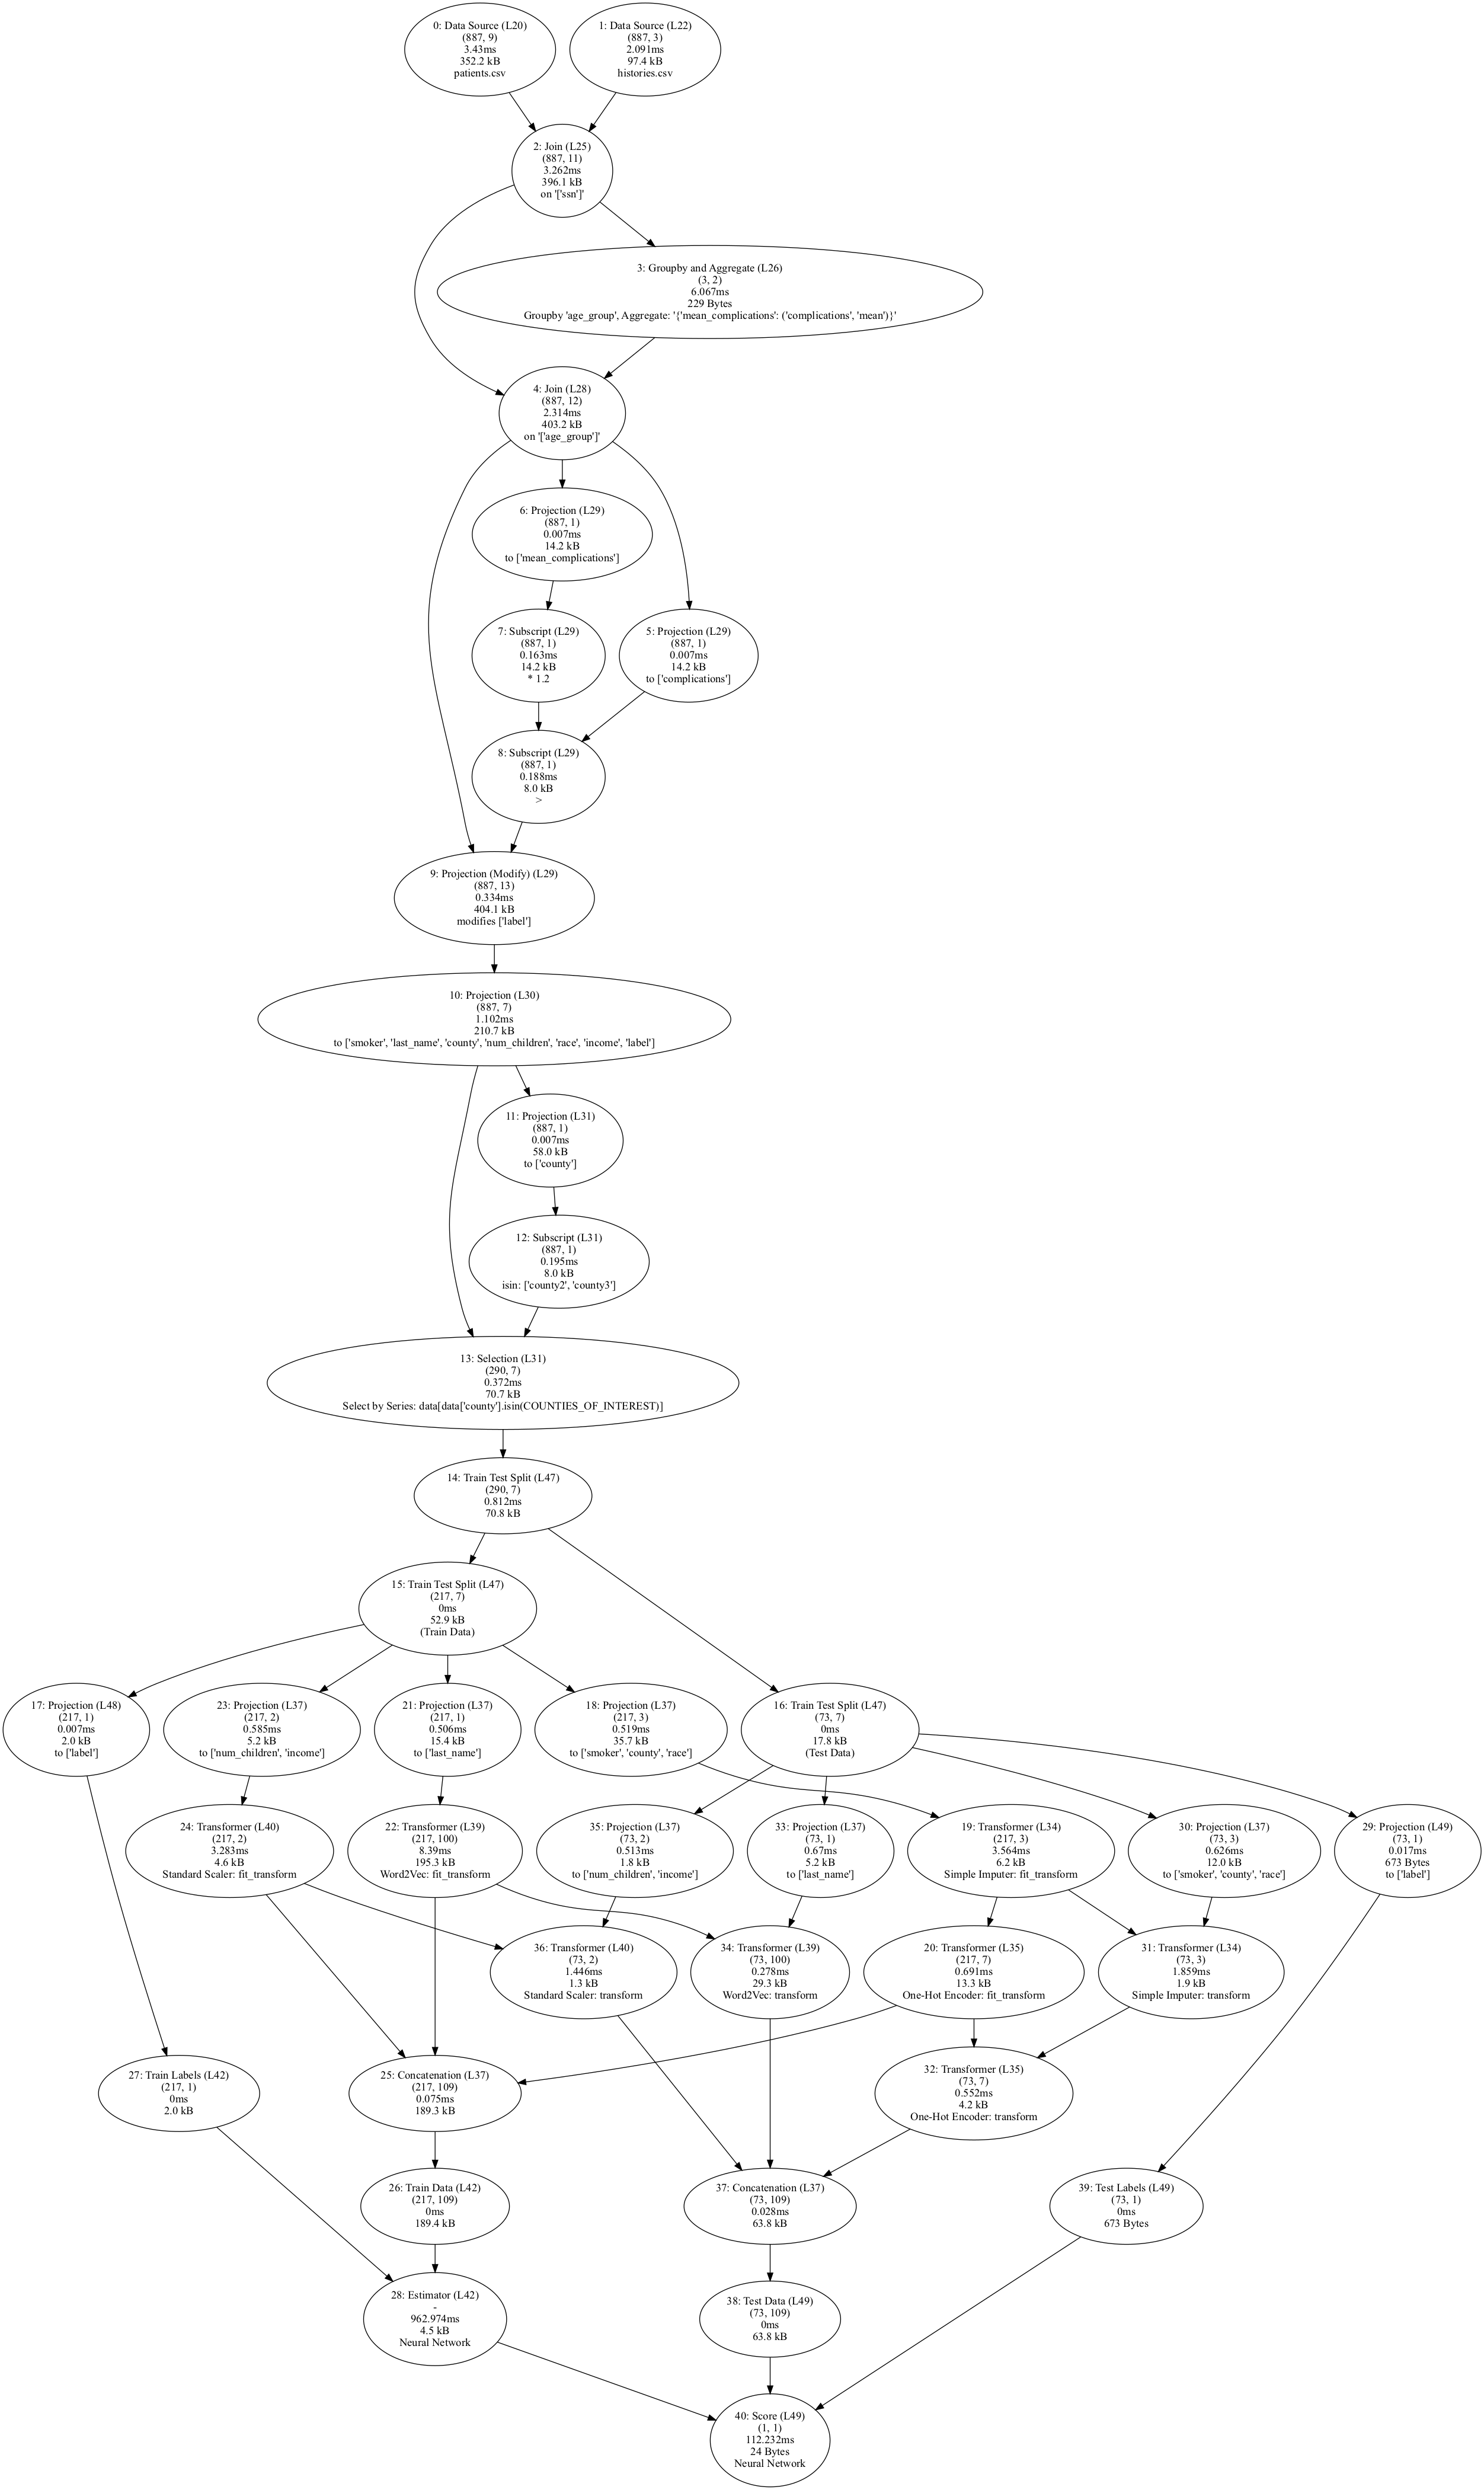 0: Data Source (L20)
(887, 9)
3.43ms
352.2 kB
patients.csv
1: Data Source (L22)
(887, 3)
2.091ms
97.4 kB
histories.csv
2: Join (L25)
(887, 11)
3.262ms
396.1 kB
on '['ssn']'
3: Groupby and Aggregate (L26)
(3, 2)
6.067ms
229 Bytes
Groupby 'age_group', Aggregate: '{'mean_complications': ('complications', 'mean')}'
4: Join (L28)
(887, 12)
2.314ms
403.2 kB
on '['age_group']'
6: Projection (L29)
(887, 1)
0.007ms
14.2 kB
to ['mean_complications']
7: Subscript (L29)
(887, 1)
0.163ms
14.2 kB
* 1.2
5: Projection (L29)
(887, 1)
0.007ms
14.2 kB
to ['complications']
8: Subscript (L29)
(887, 1)
0.188ms
8.0 kB
>
9: Projection (Modify) (L29)
(887, 13)
0.334ms
404.1 kB
modifies ['label']
10: Projection (L30)
(887, 7)
1.102ms
210.7 kB
to ['smoker', 'last_name', 'county', 'num_children', 'race', 'income', 'label']
11: Projection (L31)
(887, 1)
0.007ms
58.0 kB
to ['county']
12: Subscript (L31)
(887, 1)
0.195ms
8.0 kB
isin: ['county2', 'county3']
13: Selection (L31)
(290, 7)
0.372ms
70.7 kB
Select by Series: data[data['county'].isin(COUNTIES_OF_INTEREST)]
14: Train Test Split (L47)
(290, 7)
0.812ms
70.8 kB
15: Train Test Split (L47)
(217, 7)
0ms
52.9 kB
(Train Data)
17: Projection (L48)
(217, 1)
0.007ms
2.0 kB
to ['label']
23: Projection (L37)
(217, 2)
0.585ms
5.2 kB
to ['num_children', 'income']
21: Projection (L37)
(217, 1)
0.506ms
15.4 kB
to ['last_name']
18: Projection (L37)
(217, 3)
0.519ms
35.7 kB
to ['smoker', 'county', 'race']
16: Train Test Split (L47)
(73, 7)
0ms
17.8 kB
(Test Data)
24: Transformer (L40)
(217, 2)
3.283ms
4.6 kB
Standard Scaler: fit_transform
22: Transformer (L39)
(217, 100)
8.39ms
195.3 kB
Word2Vec: fit_transform
35: Projection (L37)
(73, 2)
0.513ms
1.8 kB
to ['num_children', 'income']
33: Projection (L37)
(73, 1)
0.67ms
5.2 kB
to ['last_name']
19: Transformer (L34)
(217, 3)
3.564ms
6.2 kB
Simple Imputer: fit_transform
30: Projection (L37)
(73, 3)
0.626ms
12.0 kB
to ['smoker', 'county', 'race']
29: Projection (L49)
(73, 1)
0.017ms
673 Bytes
to ['label']
36: Transformer (L40)
(73, 2)
1.446ms
1.3 kB
Standard Scaler: transform
34: Transformer (L39)
(73, 100)
0.278ms
29.3 kB
Word2Vec: transform
20: Transformer (L35)
(217, 7)
0.691ms
13.3 kB
One-Hot Encoder: fit_transform
31: Transformer (L34)
(73, 3)
1.859ms
1.9 kB
Simple Imputer: transform
27: Train Labels (L42)
(217, 1)
0ms
2.0 kB
25: Concatenation (L37)
(217, 109)
0.075ms
189.3 kB
32: Transformer (L35)
(73, 7)
0.552ms
4.2 kB
One-Hot Encoder: transform
26: Train Data (L42)
(217, 109)
0ms
189.4 kB
37: Concatenation (L37)
(73, 109)
0.028ms
63.8 kB
39: Test Labels (L49)
(73, 1)
0ms
673 Bytes
28: Estimator (L42)
-
962.974ms
4.5 kB
Neural Network
38: Test Data (L49)
(73, 109)
0ms
63.8 kB
40: Score (L49)
(1, 1)
112.232ms
24 Bytes
Neural Network